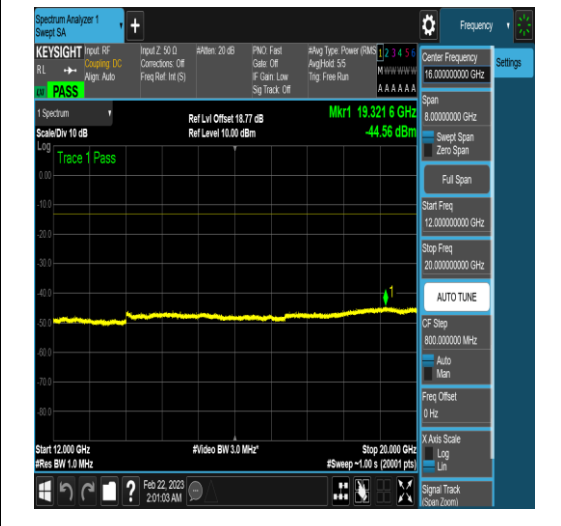 Spectrum Analyzer 1
Swept SA
+
Frequency
KEYSIGHT
RL
Input: RF
Coupling: DC
Align: Auto
Input Z: 50 Ω
Corrections: Off
Freq Ref: Int (S)
#Atten: 20 dB
PNO: Fast
Gate: Off
IF Gain: Low
Sig Track: Off
#Avg Type: Power (RMS
Avg|Hold: 5/5
Trig: Free Run
1 2 3 4 5 6
M W W W W W
A A A A A A
PASS
1 Spectrum
Scale/Div 10 dB
Ref Lvl Offset 18.77 dB
Ref Level 10.00 dBm
Mkr1 19.321 6 GHz
-44.56 dBm
Log
Trace 1 Pass
0.00
-10.0
-20.0
-30.0
-40.0
-50.0
-60.0
-70.0
-80.0
1
Start 12.000 GHz
#Res BW 1.0 MHz
#Video BW 3.0 MHz*
Stop 20.000 GHz
#Sweep ~1.00 s (20001 pts)
?
Feb 22, 2023
2:01:03 AM
Center Frequency
16.000000000 GHz
Settings
Span
8.00000000 GHz
Swept Span
Zero Span
Full Span
Start Freq
12.000000000 GHz
Stop Freq
20.000000000 GHz
AUTO TUNE
CF Step
800.000000 MHz
Auto
Man
Freq Offset
0 Hz
X Axis Scale
Log
Lin
Signal Track
(Span Zoom)